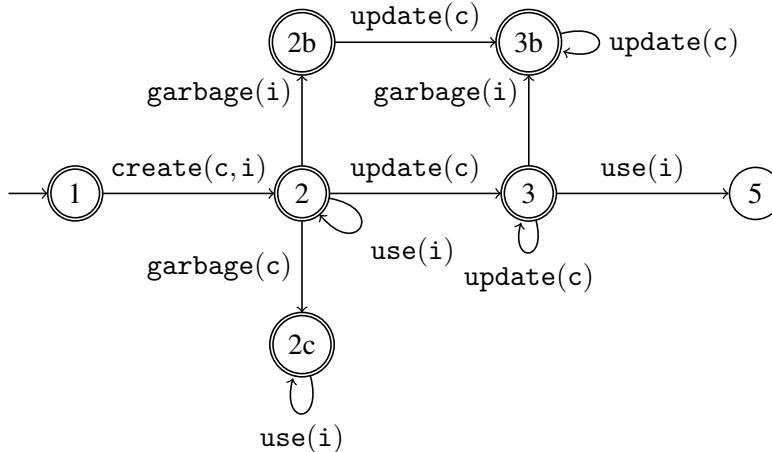 2b
update(c)
3b
update(c)
garbage(i)
garbage(i)
1
create(c,i)
2
update(c)
3
use(i)
5
use(i)
garbage(c)
update(c)
2c
use(i)